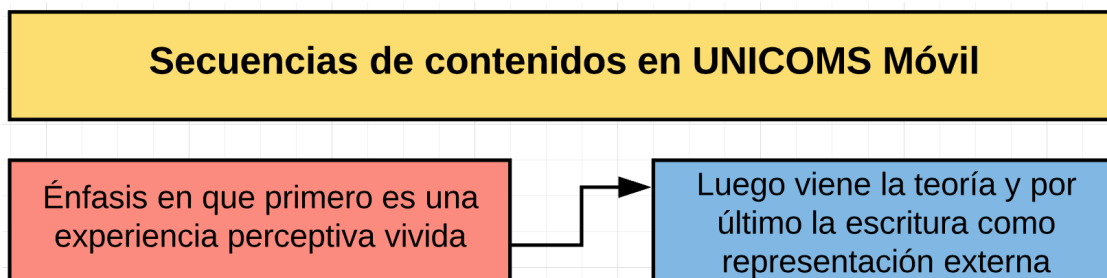 Secuencias de contenidos en UNICOMS Móvil
Énfasis en que primero es una
experiencia perceptiva vivida
Luego viene la teoría y por
último la escritura como
representación externa